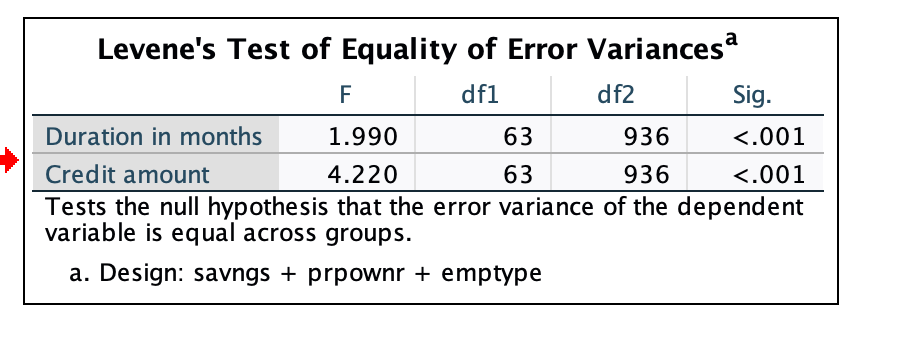 Levene's Test of Equality of Error Variancesa
F df1 df2 Sig.
Duration in months 1.990 63 936 <.001
Credit amount 4.220 63 936 <.001
Tests the null hypothesis that the error variance of the dependent
variable is equal across groups.
a. Design: savngs + prpownr + emptype